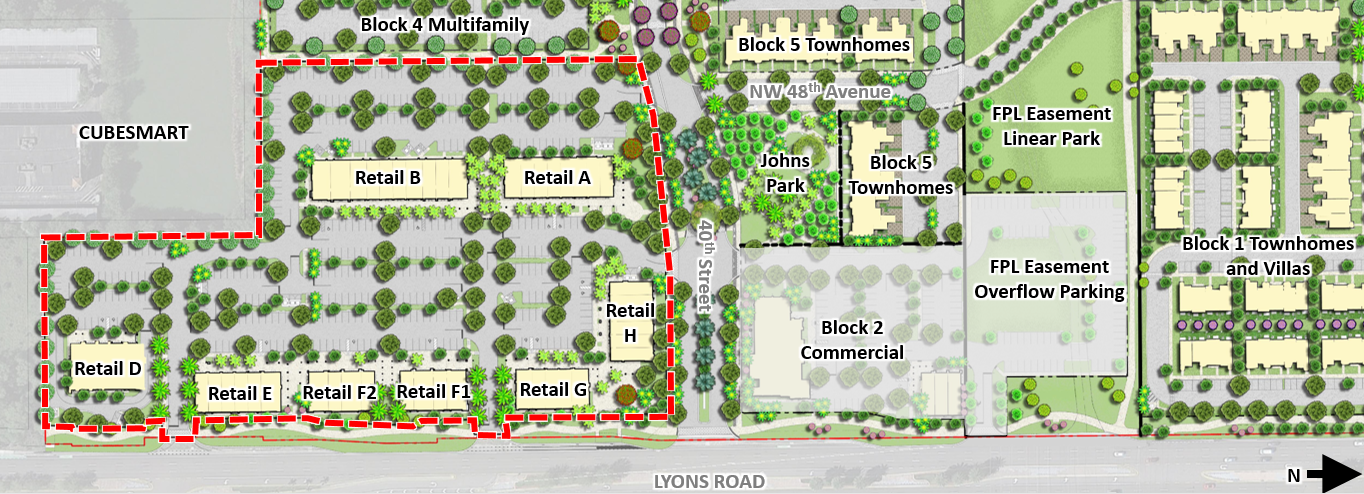 Block 4 Multifamily
Block 5 Townhomes
NW 48th Avenue
CUBESMART
FPL Easement
Linear Park
Johns
Park
Block 5
Townhomes
Retail B
Retail A
40th Street
Block 1 Townhomes
and Villas
FPL Easement
Overflow Parking
Retail
H
Block 2
Commercial
Retail D
Retail E
Retail F2
Retail F1
Retail G
LYONS ROAD
N